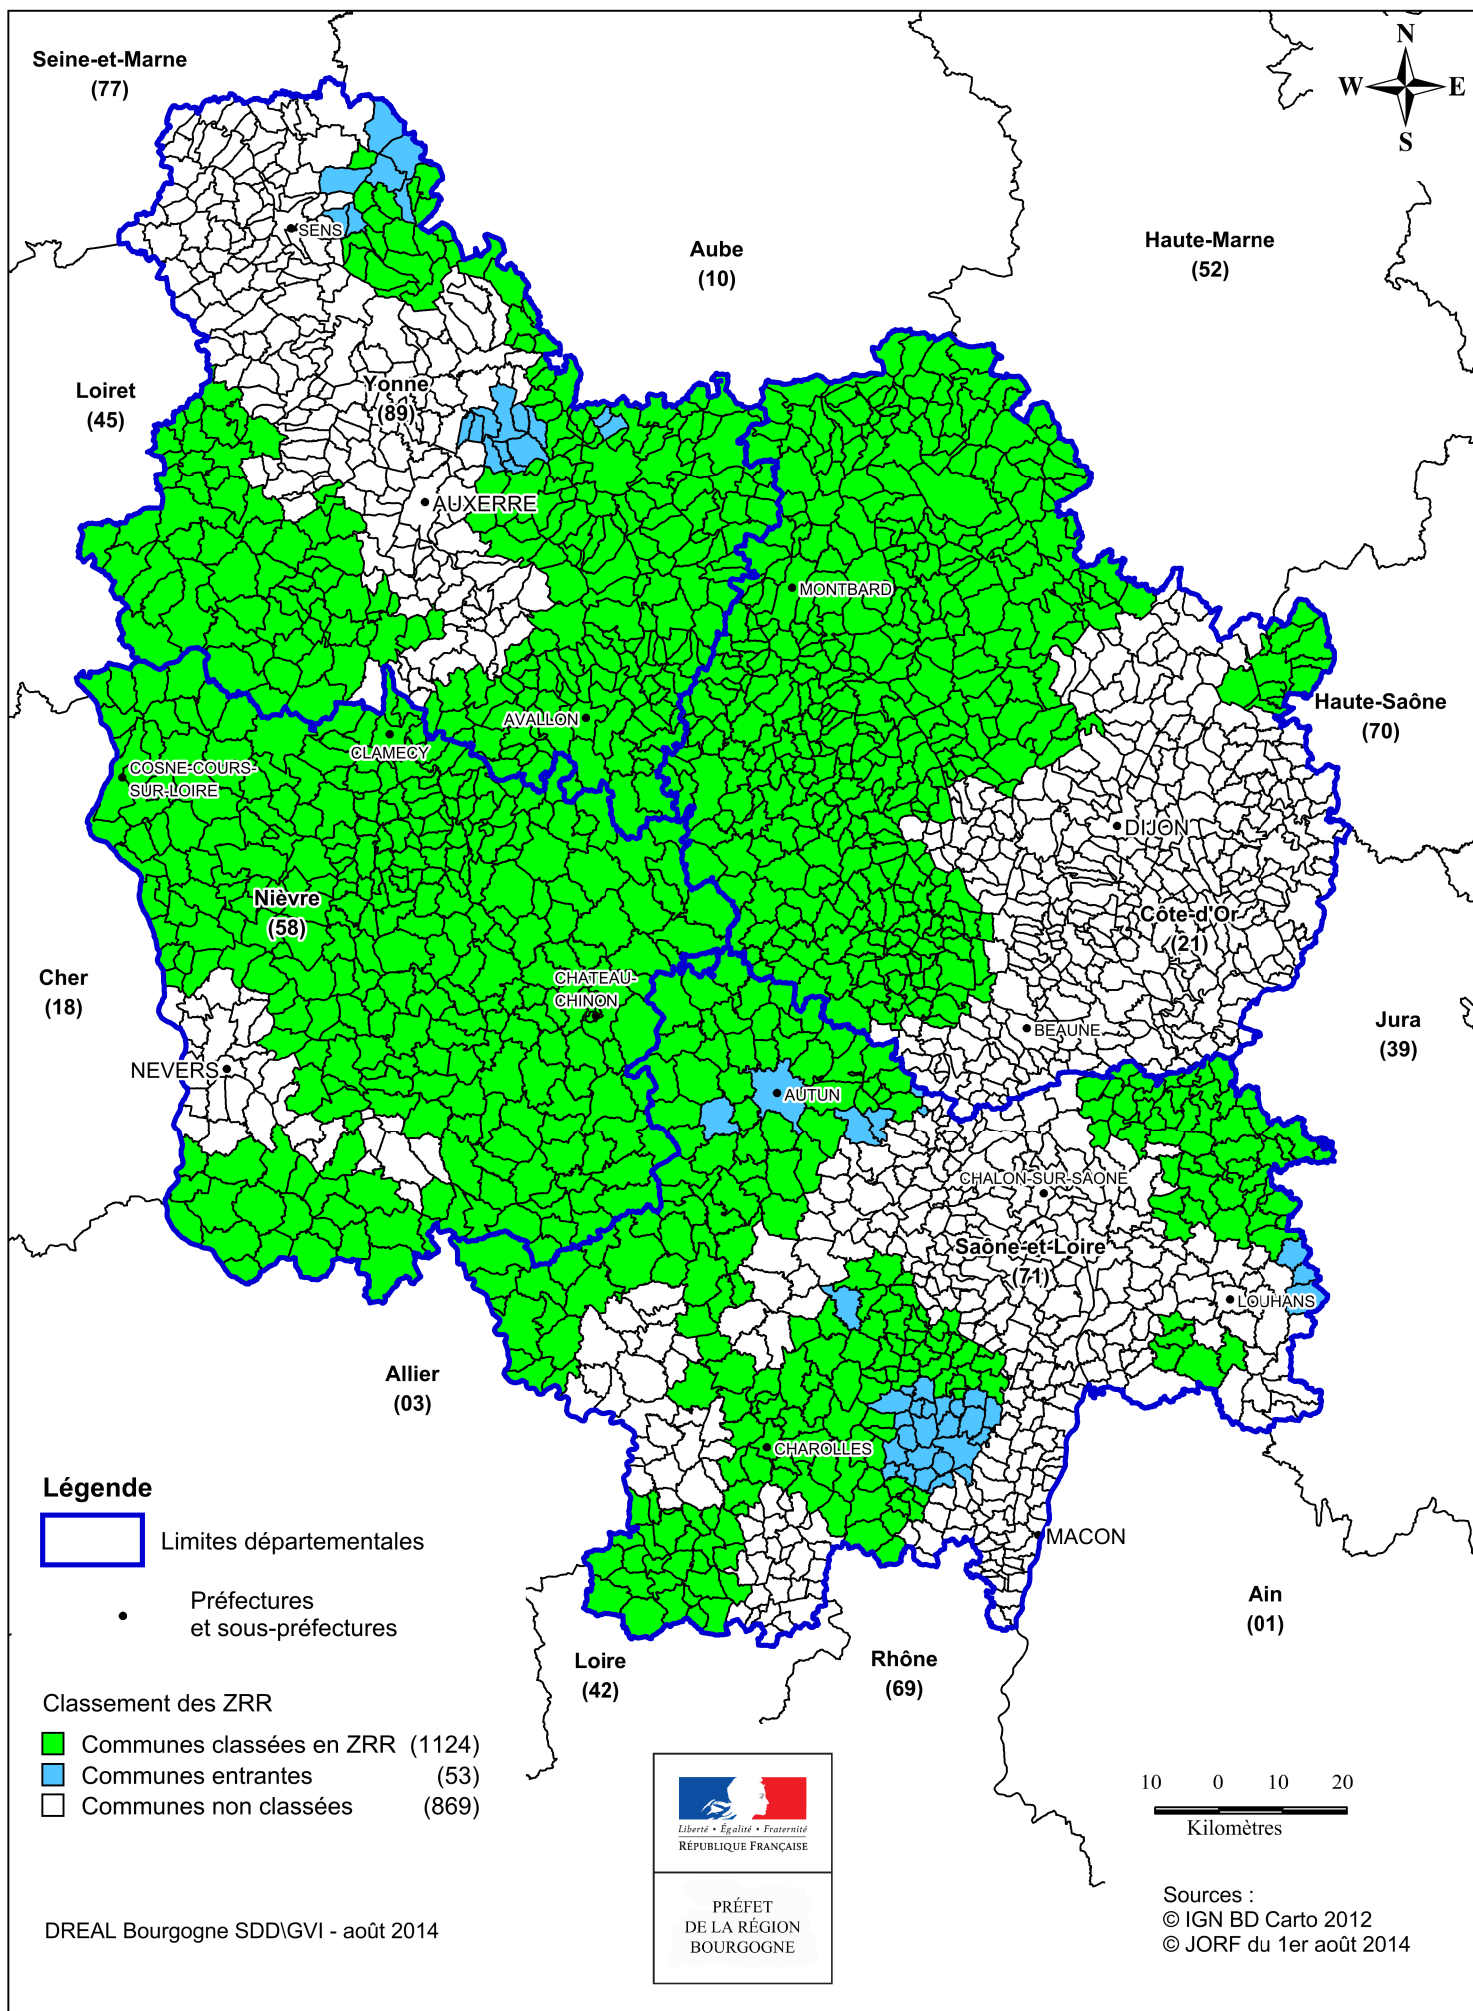 N
W E
S
Seine-et-Marne
(77)
Aube
(10)
Haute-Marne
(52)
SENS
Loiret
(45)
Yonne
(89)
AUXERRE
MONTBARD
Haute-Saône
(70)
AVALLON
CLAMECY
COSNE-COURS-
SUR-LOIRE
DIJON
Nièvre
(58)
Côte-d'Or
(21)
Cher
(18)
CHATEAU-
CHINON
Jura
(39)
BEAUNE
NEVERS
AUTUN
CHALON-SUR-SAONE
Saône-et-Loire
(71)
LOUHANS
Allier
(03)
CHAROLLES
MACON
Ain
(01)
Loire
(42)
Rhône
(69)
Légende
Limites départementales
Préfectures
et sous-préfectures
Classement des ZRR
Communes classées en ZRR (1124)
Communes entrantes (53)
Communes non classées (869)
DREAL Bourgogne SDD\GVI - août 2014
Liberté • Égalité • Fraternité
RÉPUBLIQUE FRANÇAISE
PRÉFET
DE LA RÉGION
BOURGOGNE
10 0 10 20
Kilomètres
Sources :
© IGN BD Carto 2012
© JORF du 1er août 2014